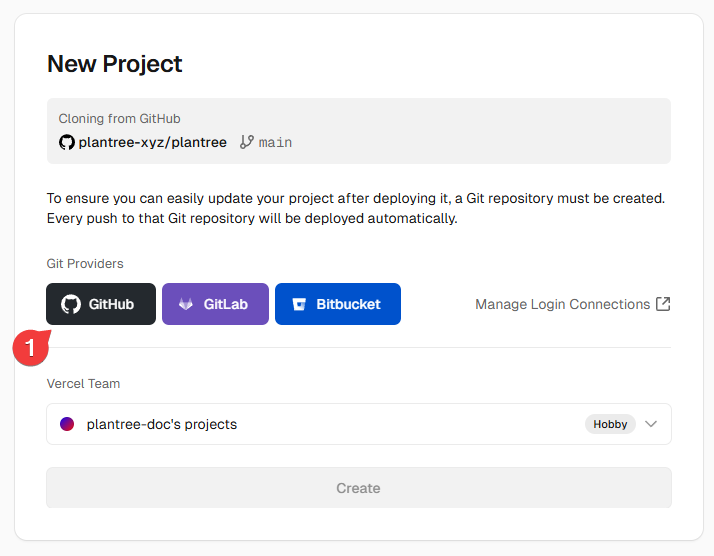 New Project
Cloning from GitHub
plantree-xyz/plantree main
To ensure you can easily update your project after deploying it, a Git repository must be created.
Every push to that Git repository will be deployed automatically.
Git Providers
GitHub GitLab Bitbucket Manage Login Connections
1
Vercel Team
plantree-doc's projects Hobby
Create